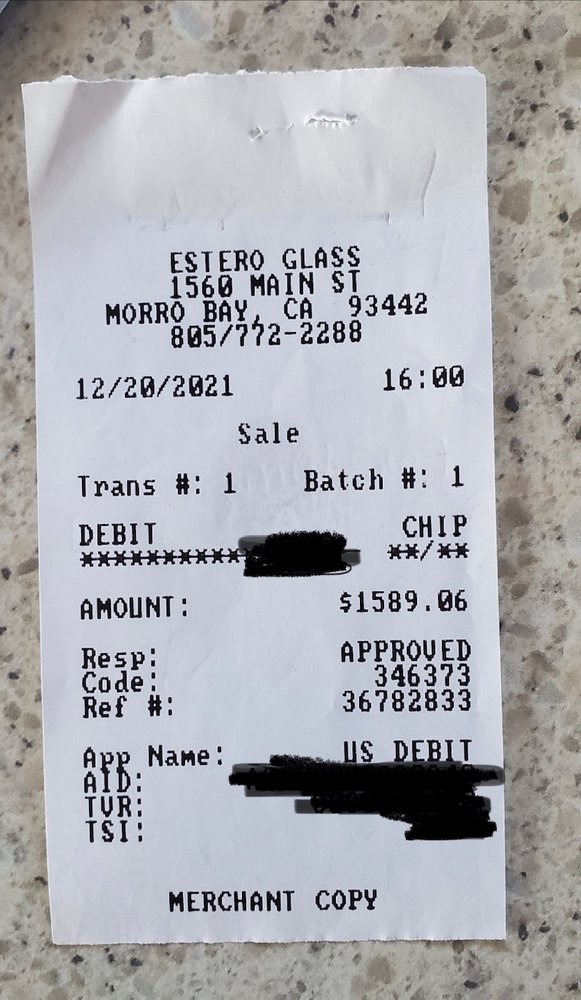 ESTERO GLASS
1560 MAIN ST
MORRO BAY, CA 93442
805/772-2288
12/20/2021 16:00
Sale
Trans #: 1 Batch #: 1
DEBIT CHIP
********** **/**
AMOUNT: $1589.06
Resp: APPROVED
Code: 346373
Ref #: 36782833
App Name: US DEBIT
AID:
TVR:
TSI:
MERCHANT COPY